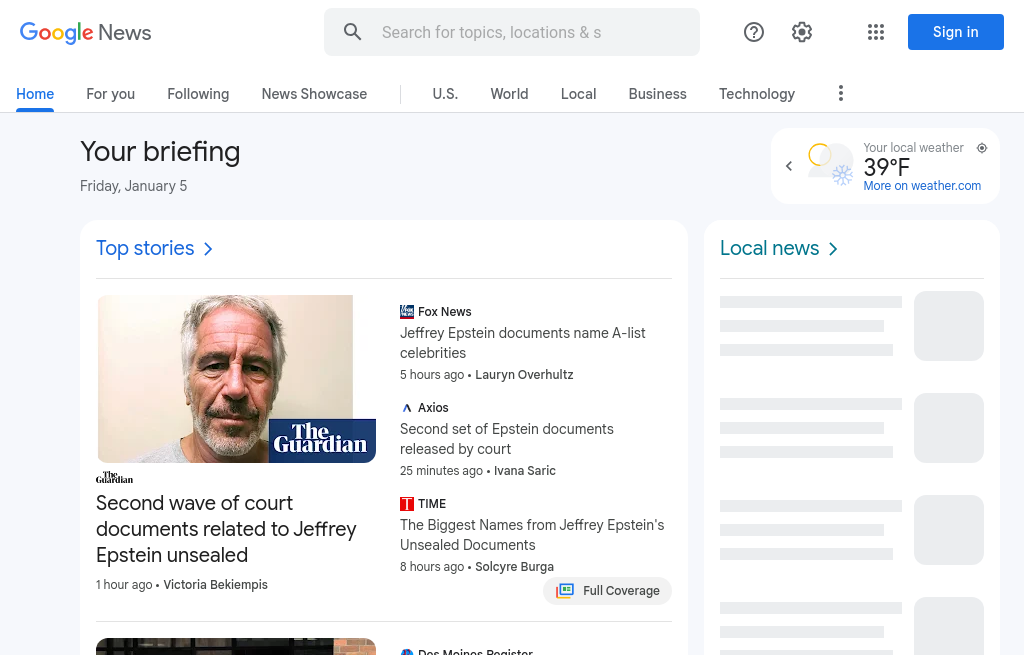 Google News
Search for topics, locations & s
Sign in
Home
For you
Following
News Showcase
U.S.
World
Local
Business
Technology
Your briefing
Friday, January 5
Your local weather
39°F
More on weather.com
Top stories
The
Guardian
The
Guardian
Second wave of court
documents related to Jeffrey
Epstein unsealed
1 hour ago • Victoria Bekiempis
Fox News
Jeffrey Epstein documents name A-list
celebrities
5 hours ago • Lauryn Overhultz
Axios
Second set of Epstein documents
released by court
25 minutes ago • Ivana Saric
TIME
The Biggest Names from Jeffrey Epstein's
Unsealed Documents
8 hours ago • Solcyre Burga
Full Coverage
Des Moines Register
Local news